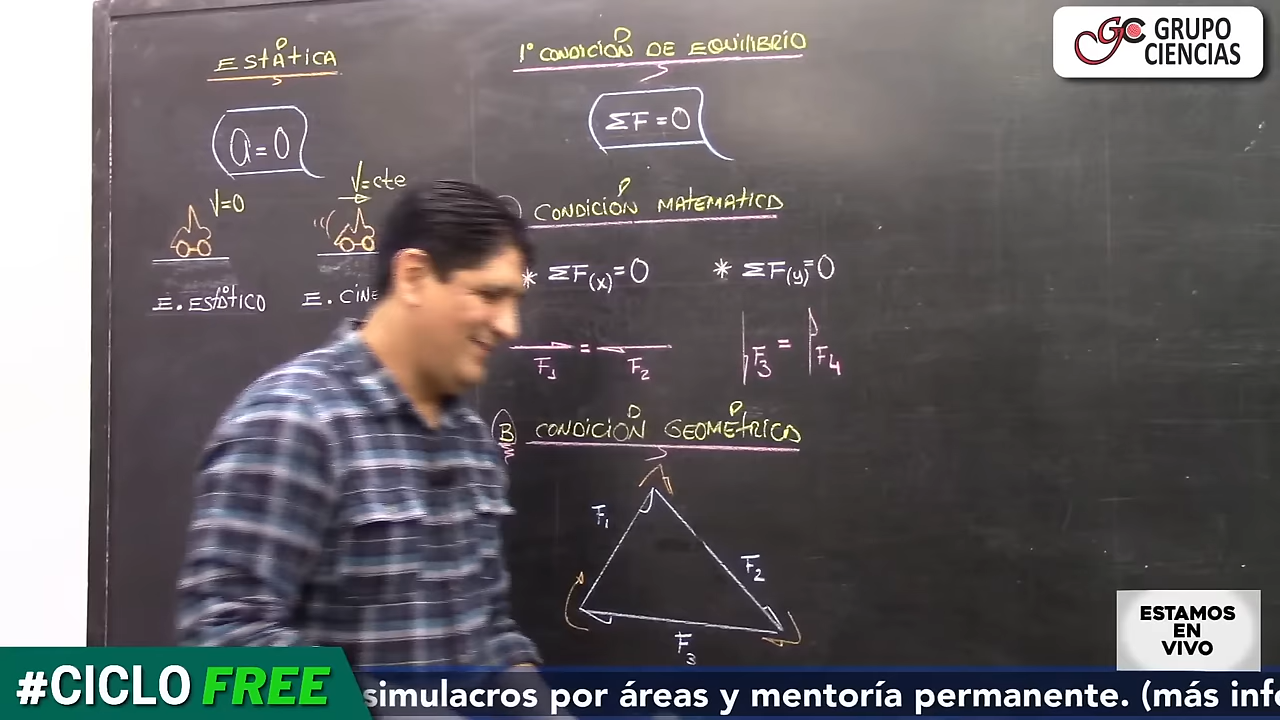 ESTÁTICA
a=0
V=0
V=cte
E. ESTÁTICO
E. CINE
1° CONDICIÓN DE EQUILIBRIO
ΣF=0
CONDICIÓN MATEMATICA
* ΣF(x)=0
* ΣF(y)=0
F1 = F2
F3 = F4
B CONDICIÓN GEOMÉTRICA
F1
F2
F3
GRUPO
CIENCIAS
ESTAMOS
EN
VIVO
#CICLO FREE
simulacros por áreas y mentoría permanente. (más info